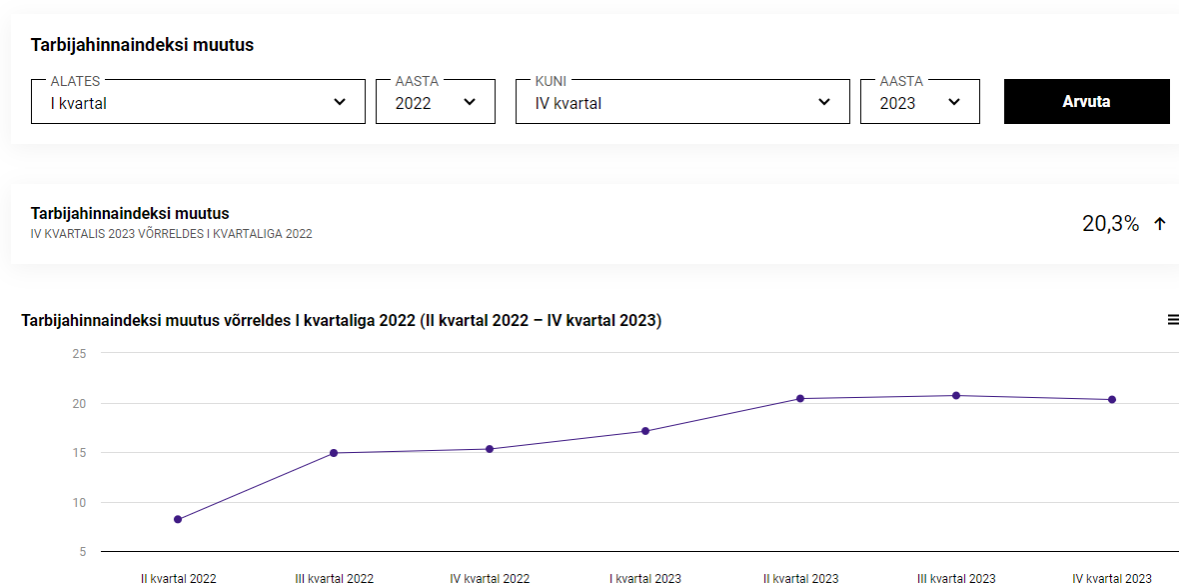 Tarbijahinnaindeksi muutus
ALATES AASTA KUNI AASTA
I kvartal 2022 IV kvartal 2023 Arvuta
Tarbijahinnaindeksi muutus
IV KVARTALIS 2023 VÕRRELDES I KVARTALIGA 2022
20,3% ↑
Tarbijahinnaindeksi muutus võrreldes I kvartaliga 2022 (II kvartal 2022 – IV kvartal 2023)
25
20
15
10
5
II kvartal 2022 III kvartal 2022 IV kvartal 2022 I kvartal 2023 II kvartal 2023 III kvartal 2023 IV kvartal 2023